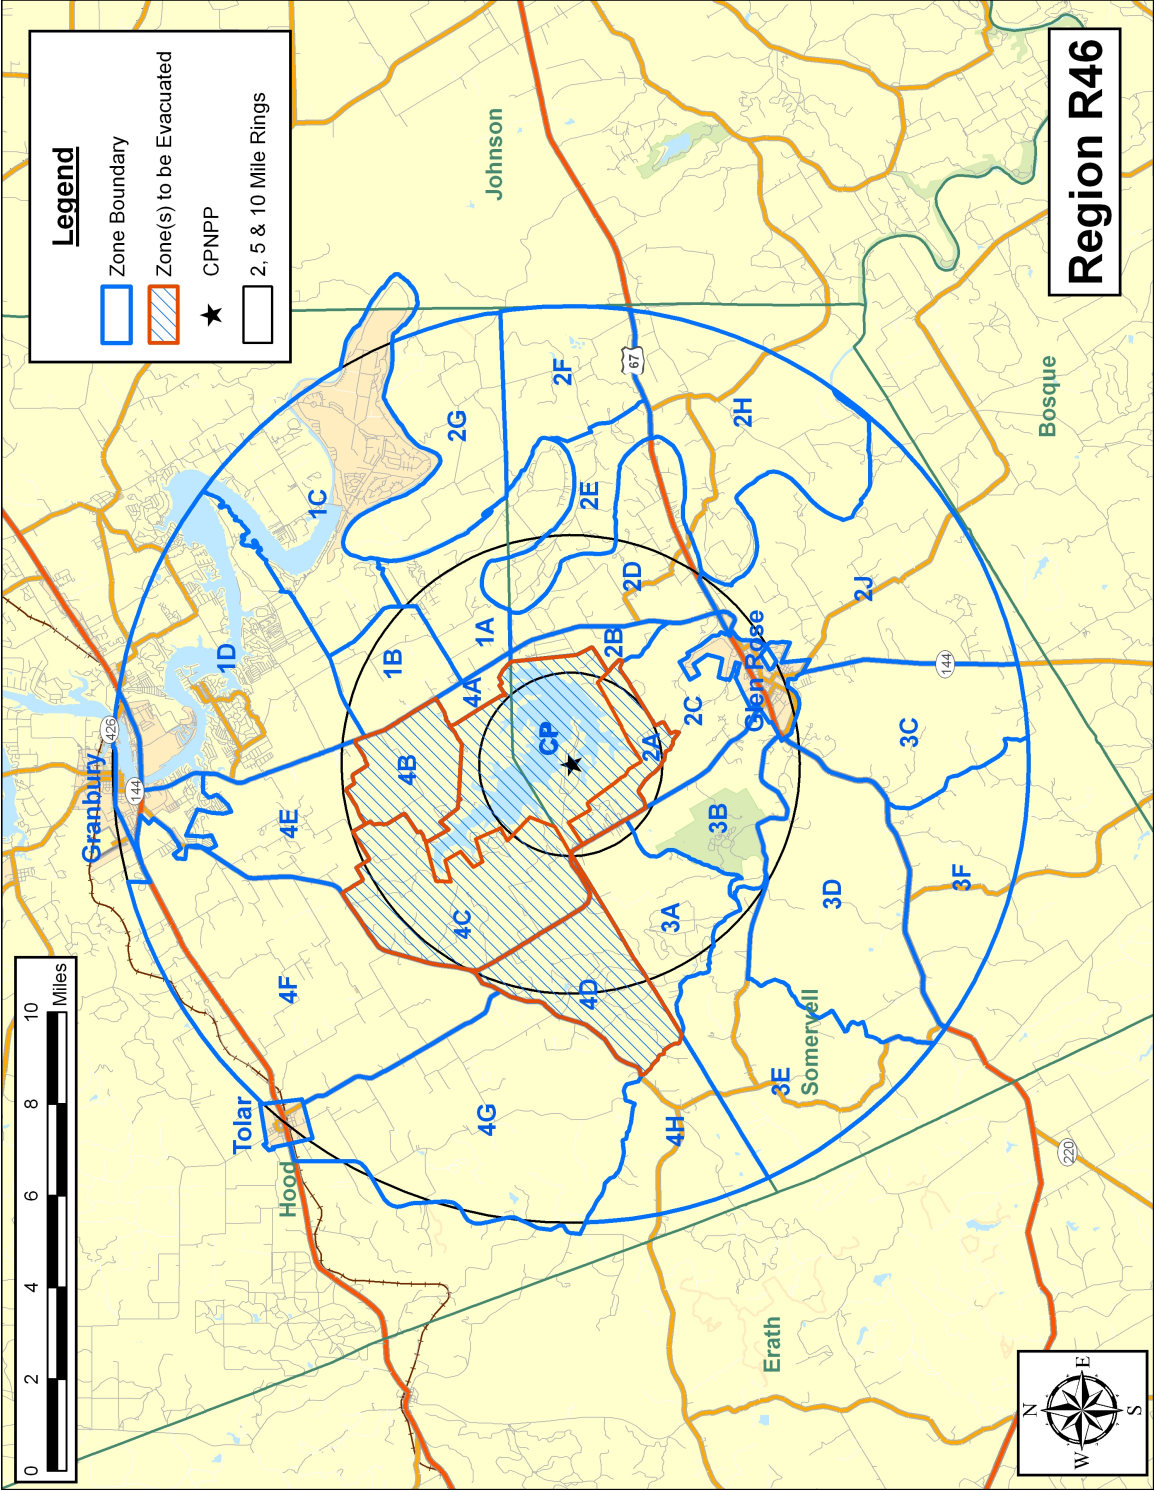 Legend
Zone Boundary
Zone(s) to be Evacuated
CPNPP
2, 5 & 10 Mile Rings
Region R46
0 2 4 6 8 10
Miles
N
W E
S
Granbury
Tolar
Glen Rose
Hood
Johnson
Somervell
Bosque
Erath
426
144
67
144
220
CP
1A
1B
1C
1D
2A
2B
2C
2D
2E
2F
2G
2H
2J
3A
3B
3C
3D
3E
3F
4A
4B
4C
4D
4E
4F
4G
4H